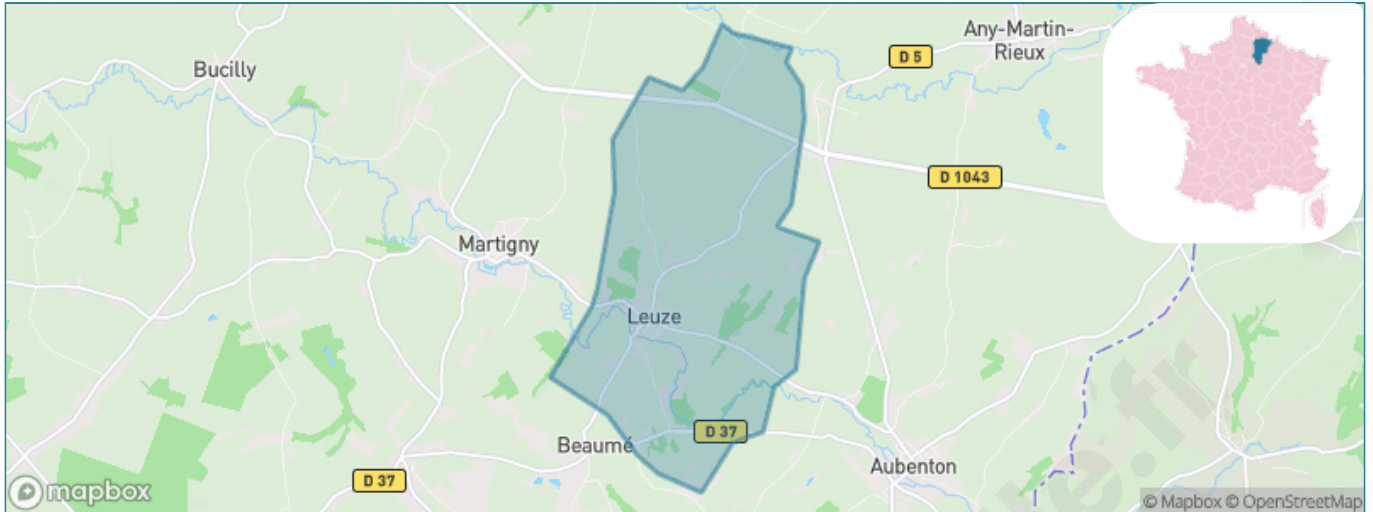 Any-Martin-
Rieux
D 5
Bucilly
D 1043
Martigny
Leuze
D 37
Beaumé
Aubenton
D 37
mapbox
© Mapbox © OpenStreetMap